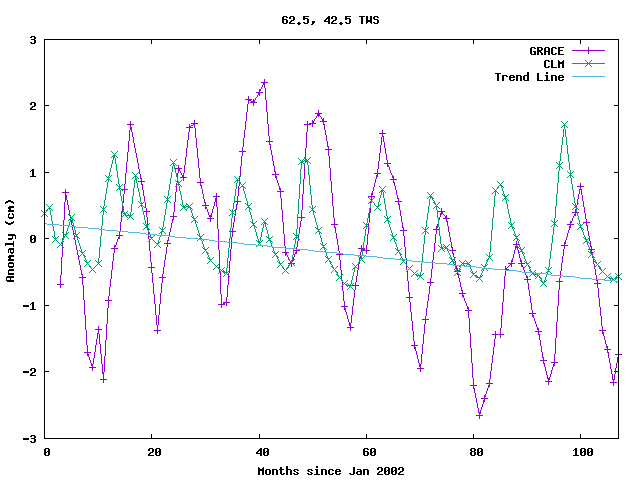 62.5, 42.5 TWS
GRACE
CLM
Trend Line
3
2
1
0
-1
-2
-3
Anomaly (cm)
0 20 40 60 80 100
Months since Jan 2002